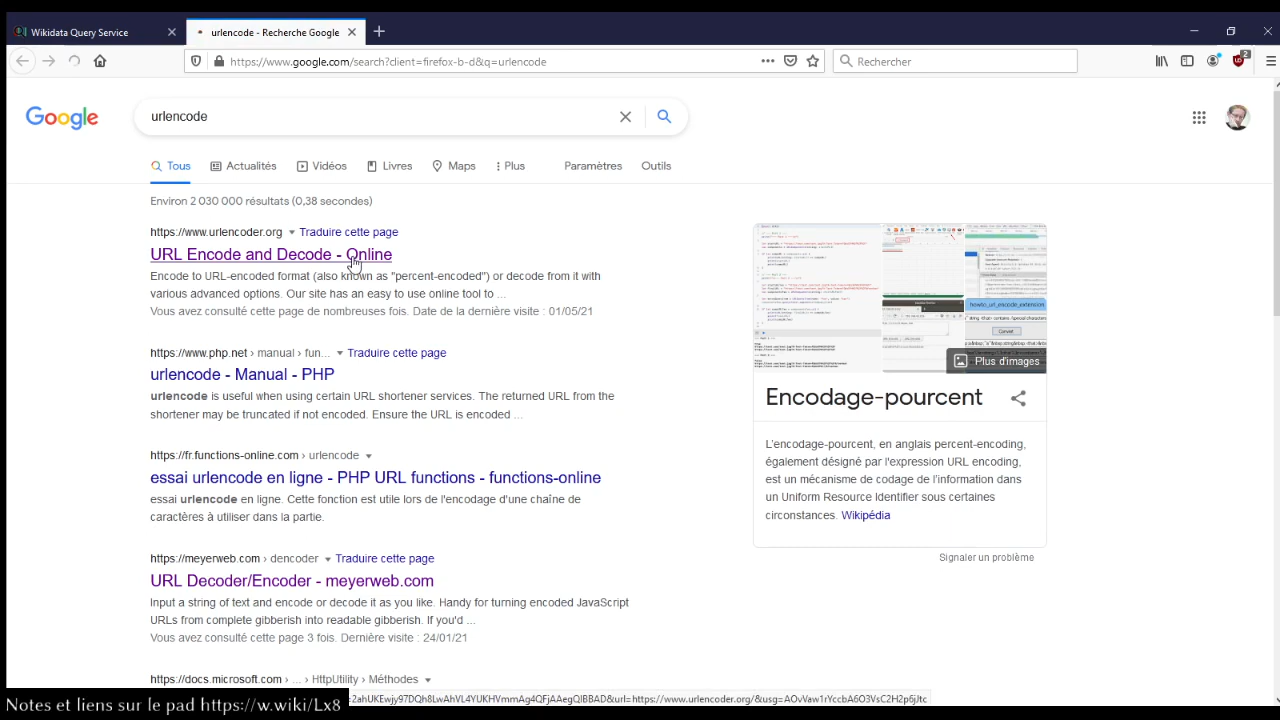 Wikidata Query Service
urlencode - Recherche Google
https://www.google.com/search?client=firefox-b-d&q=urlencode
Rechercher
2
Google
urlencode
Tous
Actualités
Vidéos
Livres
Maps
Plus
Paramètres
Outils
Environ 2 030 000 résultats (0,38 secondes)
https://www.urlencoder.org Traduire cette page
URL Encode and Online
Encode to URL-encoded format (also known as "percent-encoded") or decode from it with
various advanced options. Our site has an easy to use online tool to ...
Vous avez consulté cette page de nombreuses fois. Date de dernière visite : 04/05/21
https://www.php.net › manual Traduire cette page
urlencode - Manual - PHP
urlencode is useful when using certain URL shortener services. The returned URL from the
shortener may be truncated if not encoded. Ensure the URL is encoded ...
https://fr.functions-online.com › urlencode
essai urlencode en ligne - PHP URL functions - functions-online
essai urlencode en ligne. Cette fonction est utile lors de l'encodage d'une chaîne de
caractères à utiliser dans la partie.
https://meyerweb.com › dencoder Traduire cette page
URL Decoder/Encoder - meyerweb.com
Input a string of text and encode or decode it as you like. Handy for turning encoded JavaScript
URLs from complete gibberish into readable gibberish. If you'd ...
Vous avez consulté cette page 3 fois. Dernière visite : 24/01/21
https://docs.microsoft.com › ... › HttpUtility › Méthodes
Plus d'images
Encodage-pourcent
L'encodage-pourcent, en anglais percent-encoding,
également désigné par l'expression URL encoding,
est un mécanisme de codage de l'information dans
un Uniform Resource Identifier sous certaines
circonstances. Wikipédia
Signaler un problème
=2ahUKEwjy97DQh8LwAhVL4YUKHVmmAg4QFjAAegQIBBAD&url=https://www.urlencoder.org/&usg=AOvVaw1rYccbA6O3VsC2H2p6jJtc
Notes et liens sur le pad https://w.wiki/Lx8